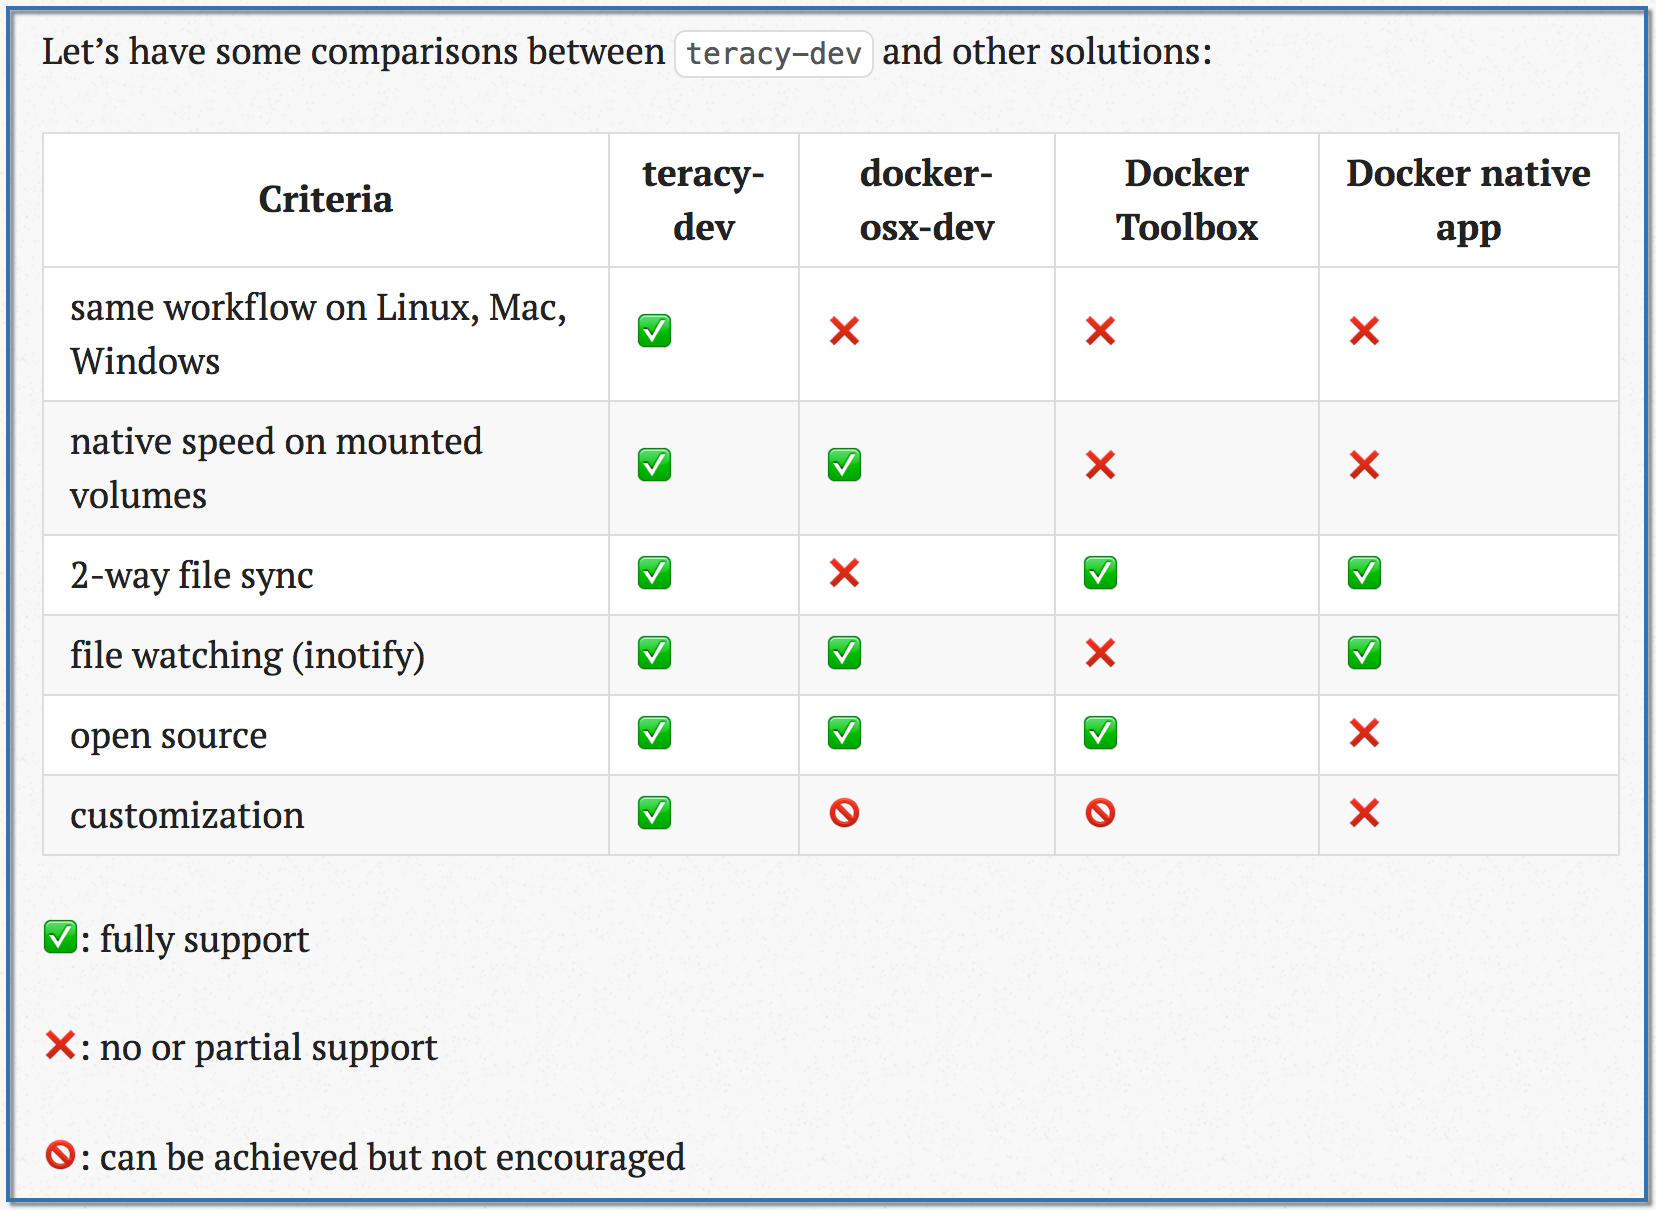 Let’s have some comparisons between teracy-dev and other solutions:
Criteria
teracy-
dev
docker-
osx-dev
Docker
Toolbox
Docker native
app
same workflow on Linux, Mac,
Windows
✅ ❌ ❌ ❌
native speed on mounted
volumes
✅ ✅ ❌ ❌
2-way file sync ✅ ❌ ✅ ✅
file watching (inotify) ✅ ✅ ❌ ✅
open source ✅ ✅ ✅ ❌
customization ✅ 🚫 🚫 ❌
✅: fully support
❌: no or partial support
🚫: can be achieved but not encouraged